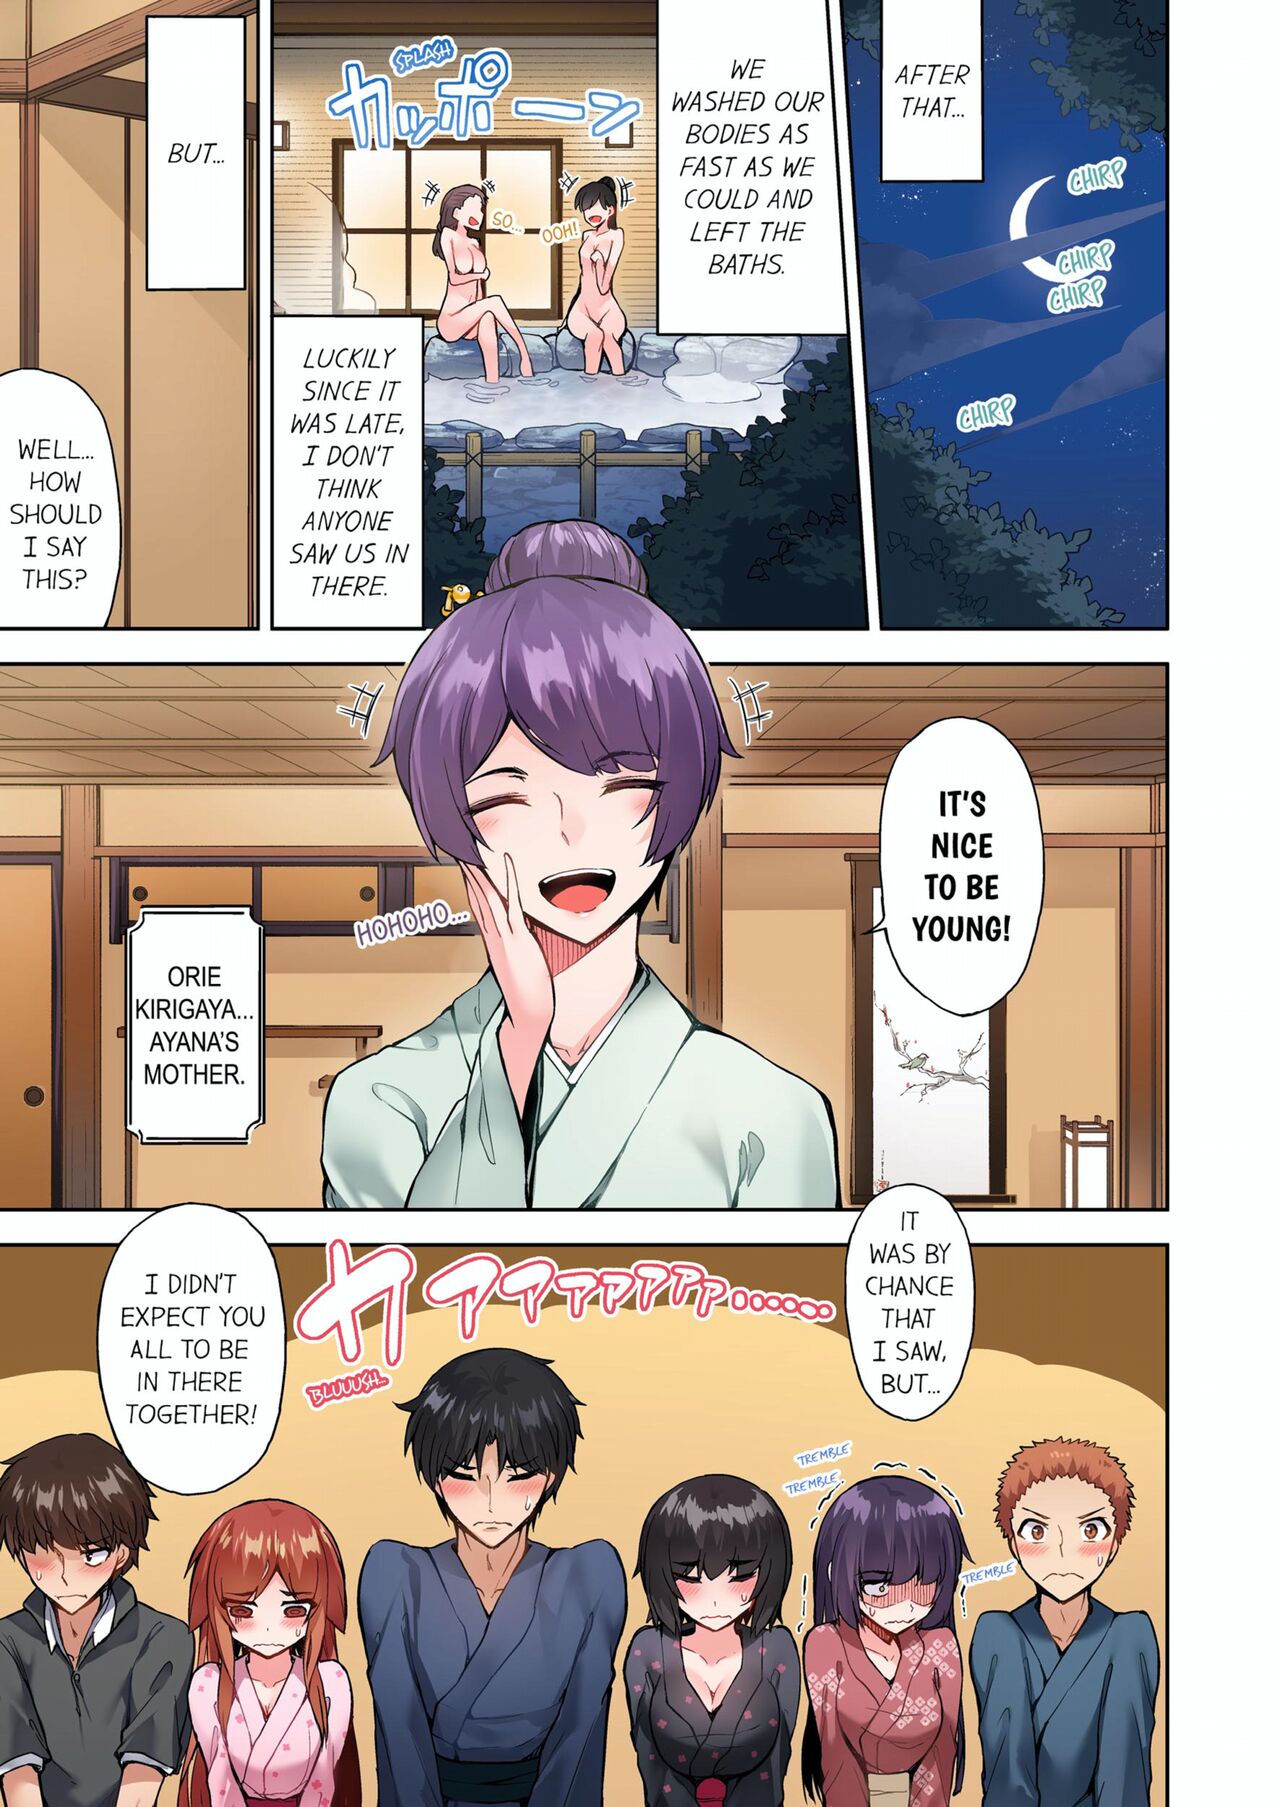 AFTER
THAT...
CHIRP
CHIRP
CHIRP
CHIRP
WE
WASHED OUR
BODIES AS
FAST AS WE
COULD AND
LEFT THE
BATHS.
SPLASH
カッポーン
SO...
OOH!
LUCKILY
SINCE IT
WAS LATE,
I DON'T
THINK
ANYONE
SAW US IN
THERE.
BUT...
WELL...
HOW
SHOULD
I SAY
THIS?
IT'S
NICE
TO BE
YOUNG!
HOHOHO...
ORIE
KIRIGAYA...
AYANA'S
MOTHER.
IT
WAS BY
CHANCE
THAT
I SAW,
BUT...
カァァァァァァァ........
BLUUUSH...
I DIDN'T
EXPECT YOU
ALL TO BE
IN THERE
TOGETHER!
TREMBLE
TREMBLE
TREMBLE